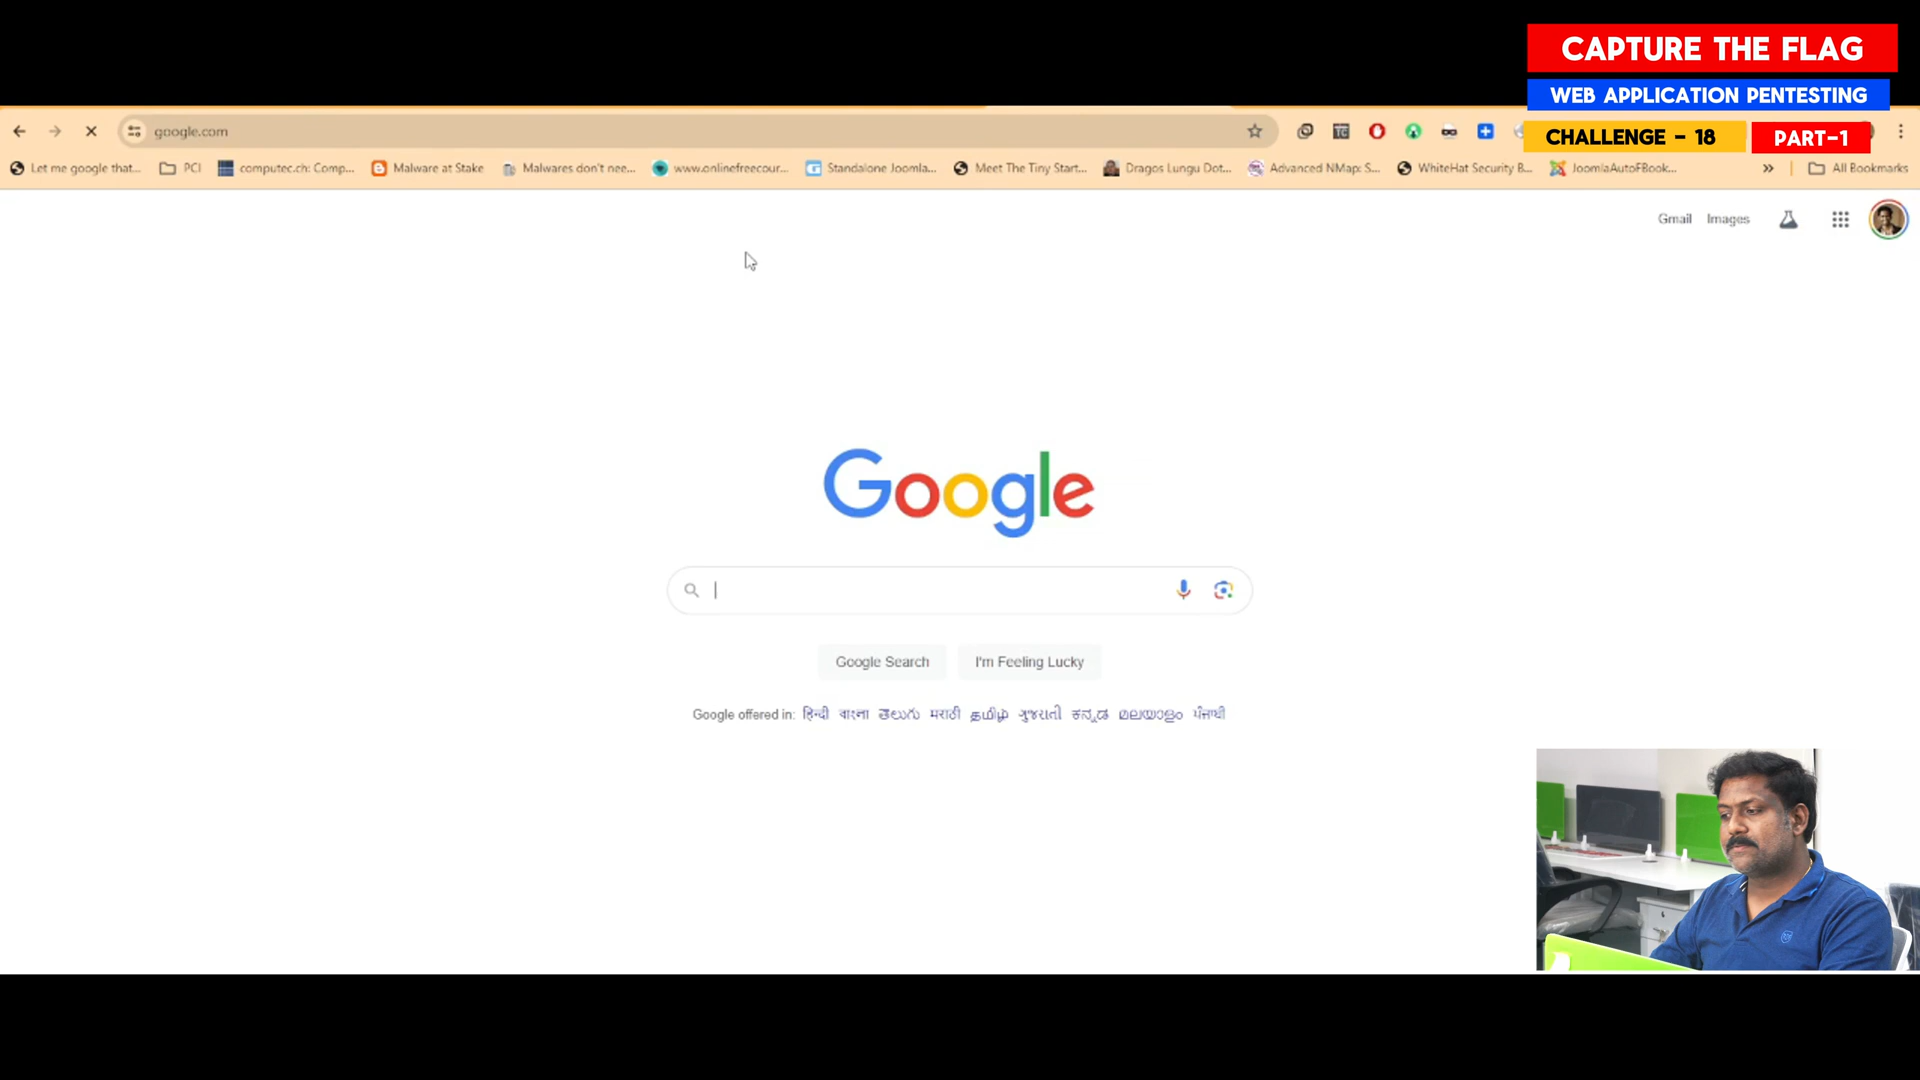 CAPTURE THE FLAG
WEB APPLICATION PENTESTING
CHALLENGE - 18 PART-1
google.com
Let me google that... PCI computec.ch: Comp... Malware at Stake Malwares don't nee... www.onlinefreecour... Standalone Joomla... Meet The Tiny Start... Dragos Lungu Dot... Advanced NMap: S... WhiteHat Security B... JoomlaAutoFBook... » All Bookmarks
Gmail Images
Google
Google Search I'm Feeling Lucky
Google offered in: हिन्दी বাংলা తెలుగు मराठी தமிழ் ગુજરાતી ಕನ್ನಡ മലയാളം ਪੰਜਾਬੀ